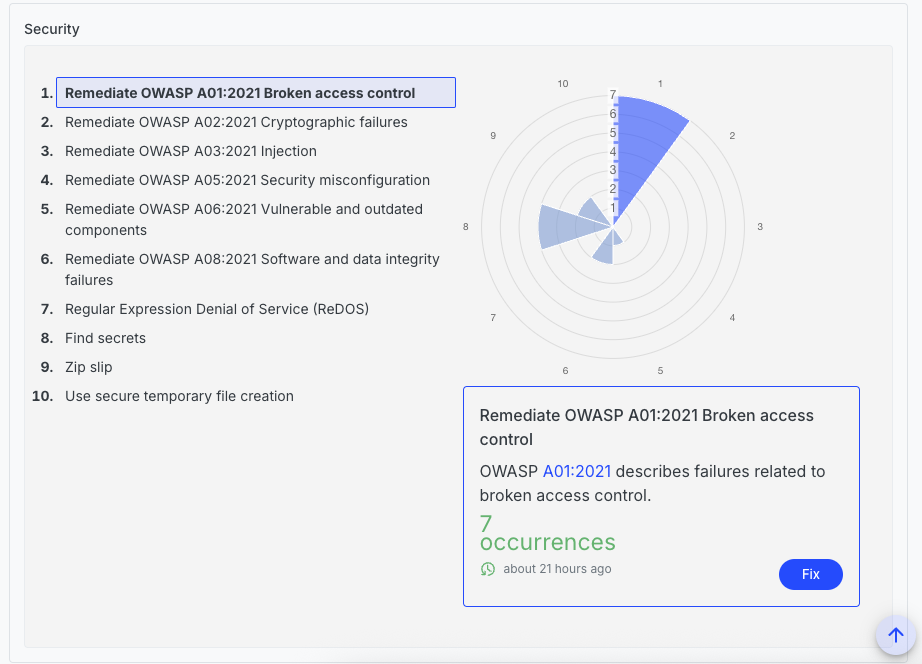 Security
1. Remediate OWASP A01:2021 Broken access control
2. Remediate OWASP A02:2021 Cryptographic failures
3. Remediate OWASP A03:2021 Injection
4. Remediate OWASP A05:2021 Security misconfiguration
5. Remediate OWASP A06:2021 Vulnerable and outdated
components
6. Remediate OWASP A08:2021 Software and data integrity
failures
7. Regular Expression Denial of Service (ReDOS)
8. Find secrets
9. Zip slip
10. Use secure temporary file creation
10 1
7
6
9 5 2
4
3
2
1
8 3
7 4
6 5
Remediate OWASP A01:2021 Broken access
control
OWASP A01:2021 describes failures related to
broken access control.
7
occurrences
about 21 hours ago
Fix